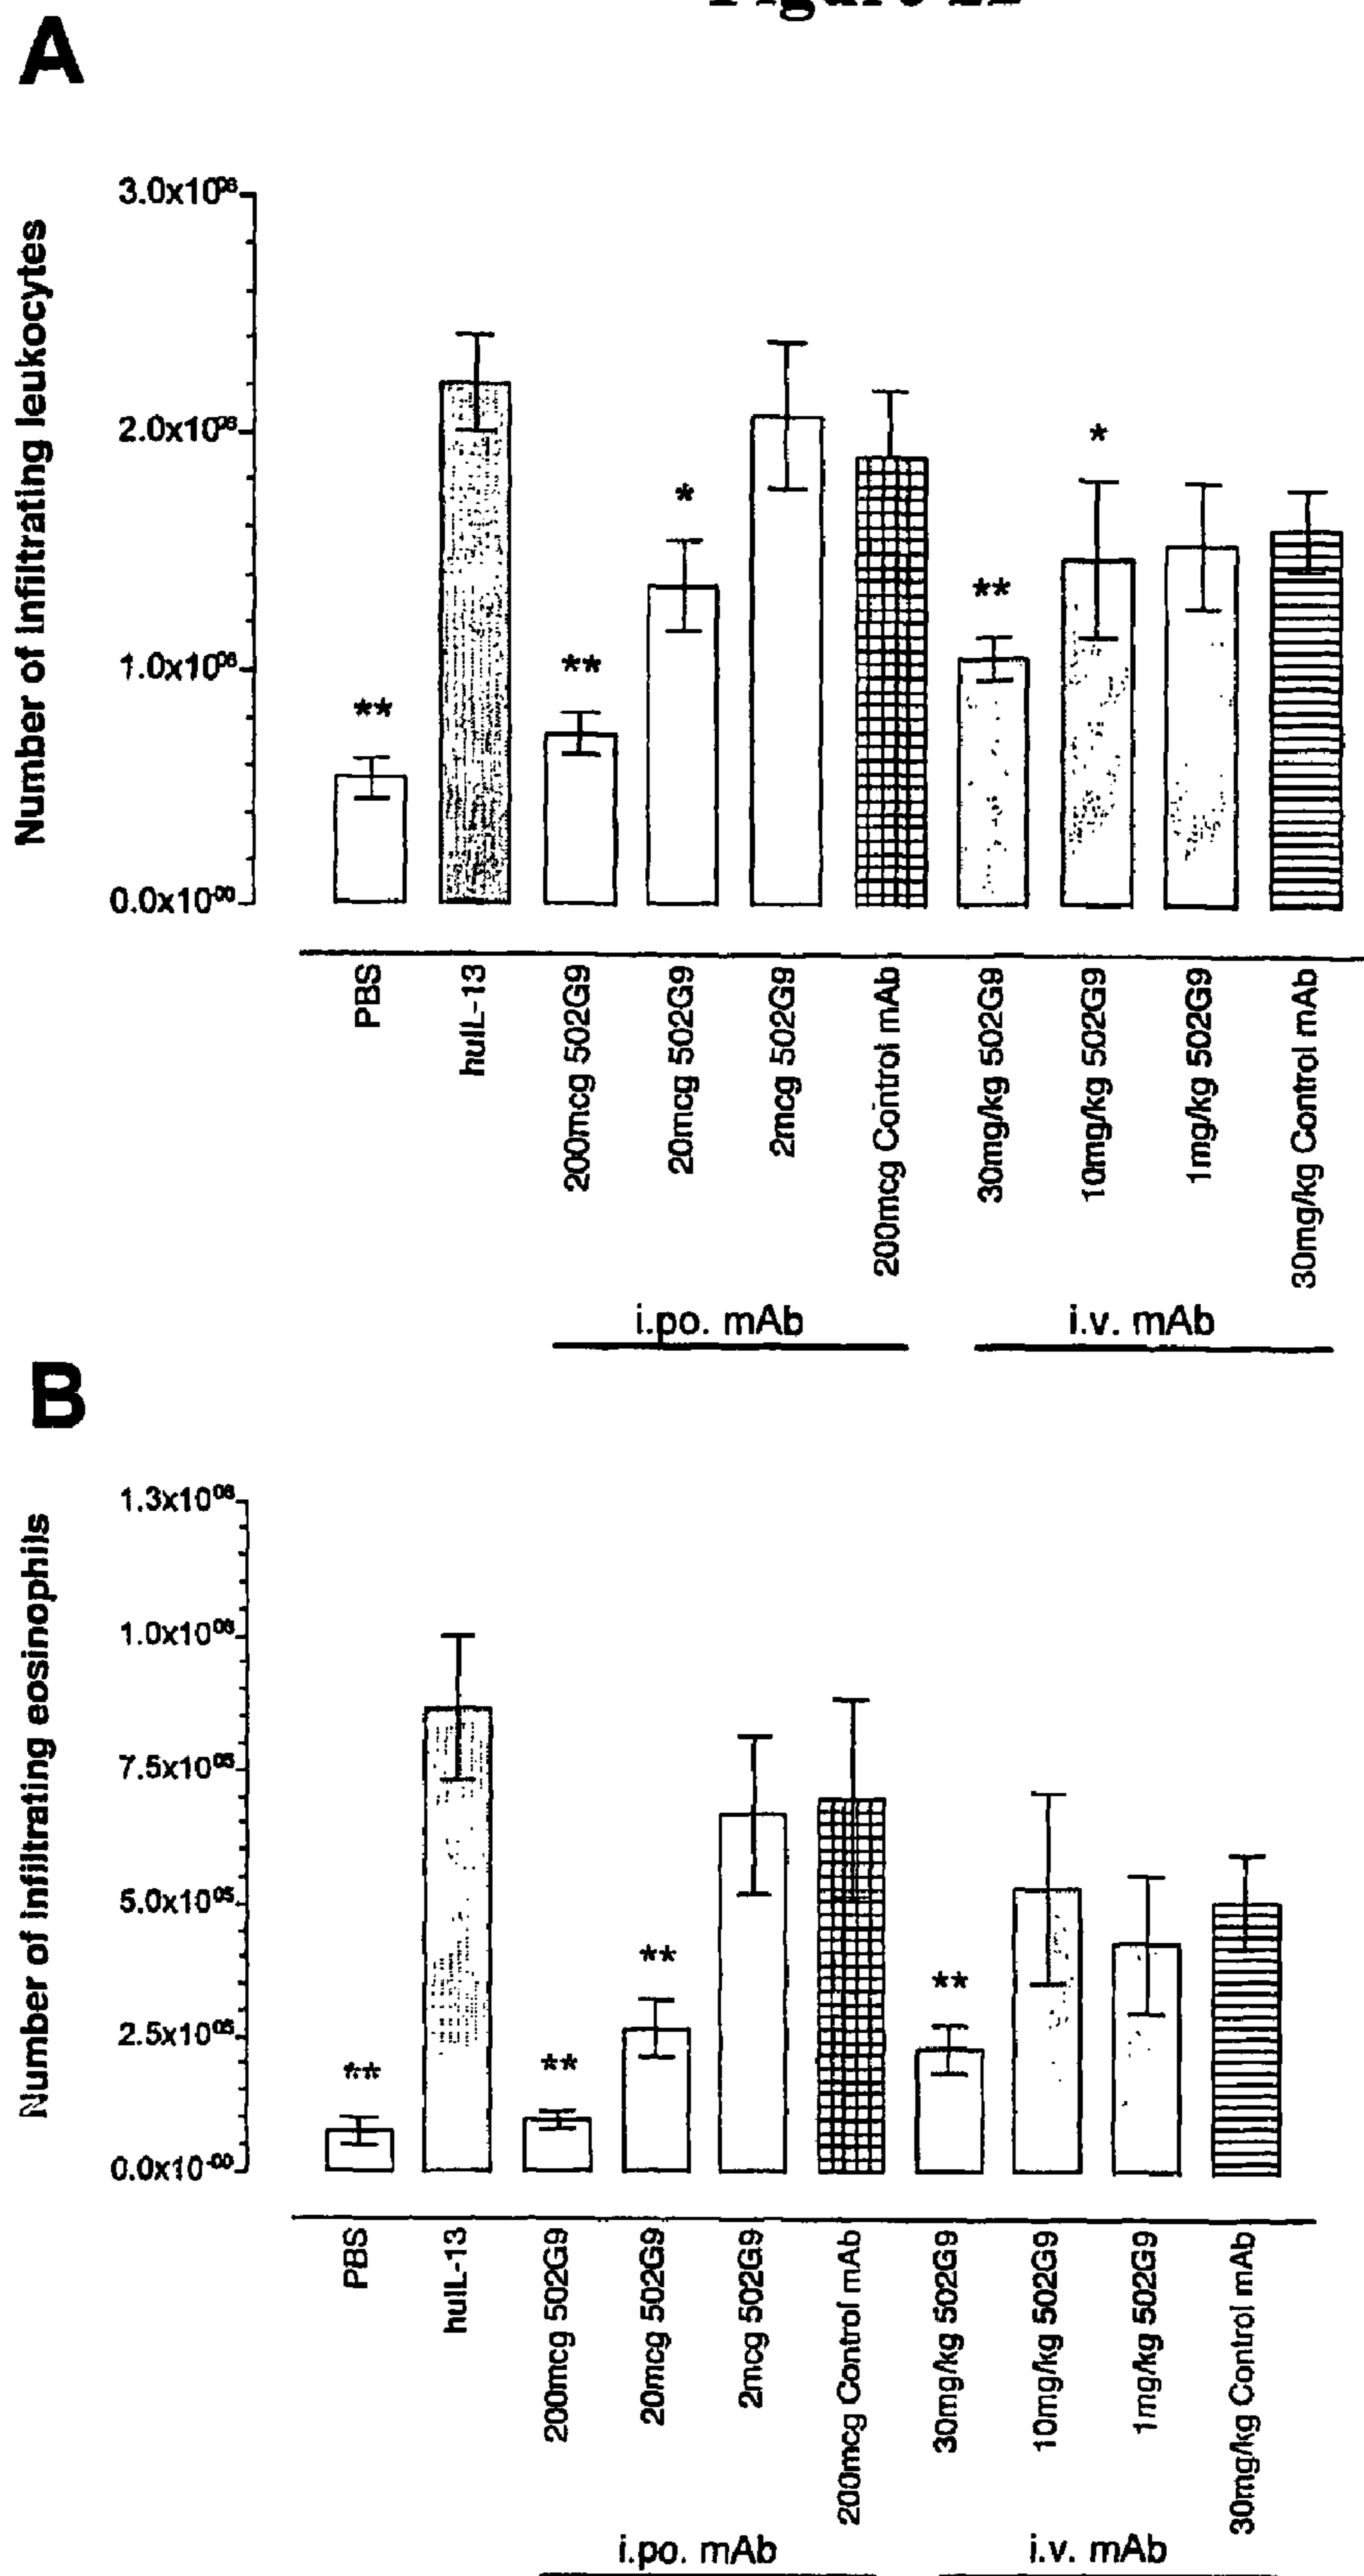 A
Number of infiltrating leukocytes
3.0x10⁰⁶
2.0x10⁰⁶
1.0x10⁰⁶
0.0x10⁻⁰⁰
**
**
*
**
*
PBS
huIL-13
200mcg 502G9
20mcg 502G9
2mcg 502G9
200mcg Control mAb
30mg/kg 502G9
10mg/kg 502G9
1mg/kg 502G9
30mg/kg Control mAb
i.po. mAb
i.v. mAb
B
Number of infiltrating eosinophils
1.3x10⁰⁶
1.0x10⁰⁶
7.5x10⁰⁵
5.0x10⁰⁵
2.5x10⁰⁵
0.0x10⁻⁰⁰
**
**
**
**
PBS
huIL-13
200mcg 502G9
20mcg 502G9
2mcg 502G9
200mcg Control mAb
30mg/kg 502G9
10mg/kg 502G9
1mg/kg 502G9
30mg/kg Control mAb
i.po. mAb
i.v. mAb